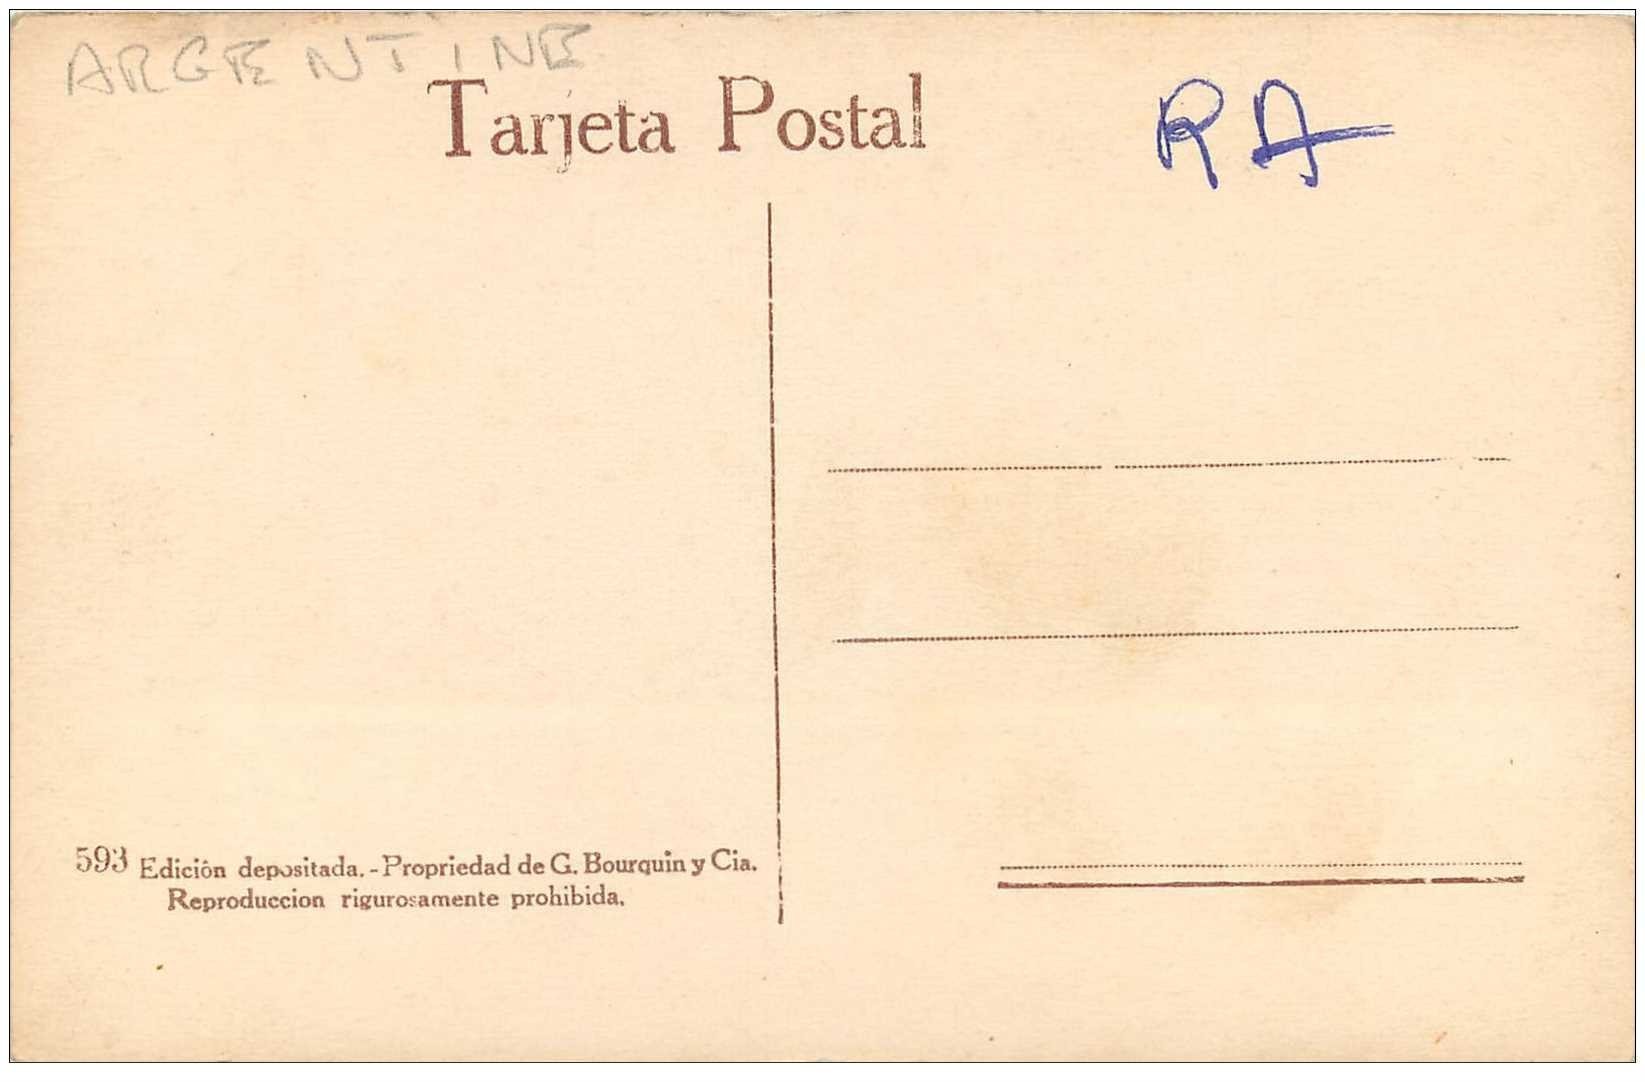 ARGENTINE
Tarjeta Postal
RA
593 Edición depositada. - Propriedad de G. Bourquin y Cia.
Reproduccion rigurosamente prohibida.